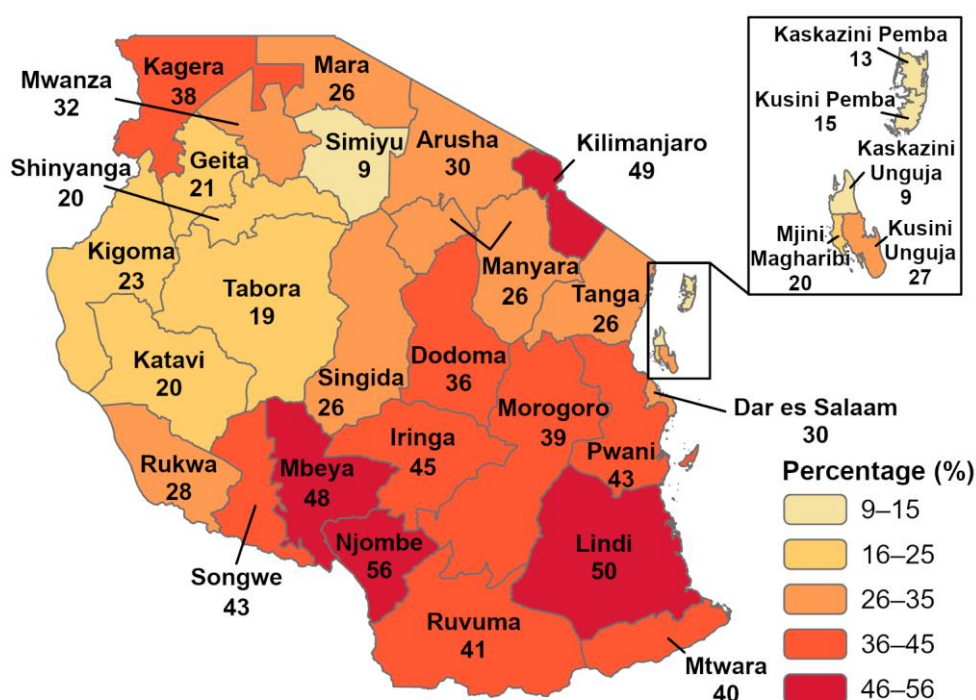 Kagera
38
Mwanza
32
Mara
26
Simiyu
9
Arusha
30
Kilimanjaro
49
Shinyanga
20
Geita
21
Kigoma
23
Tabora
19
Manyara
26
Tanga
26
Katavi
20
Singida
26
Dodoma
36
Morogoro
39
Dar es Salaam
30
Pwani
43
Rukwa
28
Mbeya
48
Iringa
45
Songwe
43
Njombe
56
Lindi
50
Ruvuma
41
Mtwara
40
Kaskazini Pemba
13
Kusini Pemba
15
Kaskazini
Unguja
9
Mjini
Magharibi
20
Kusini
Unguja
27
Percentage (%)
9–15
16–25
26–35
36–45
46–56